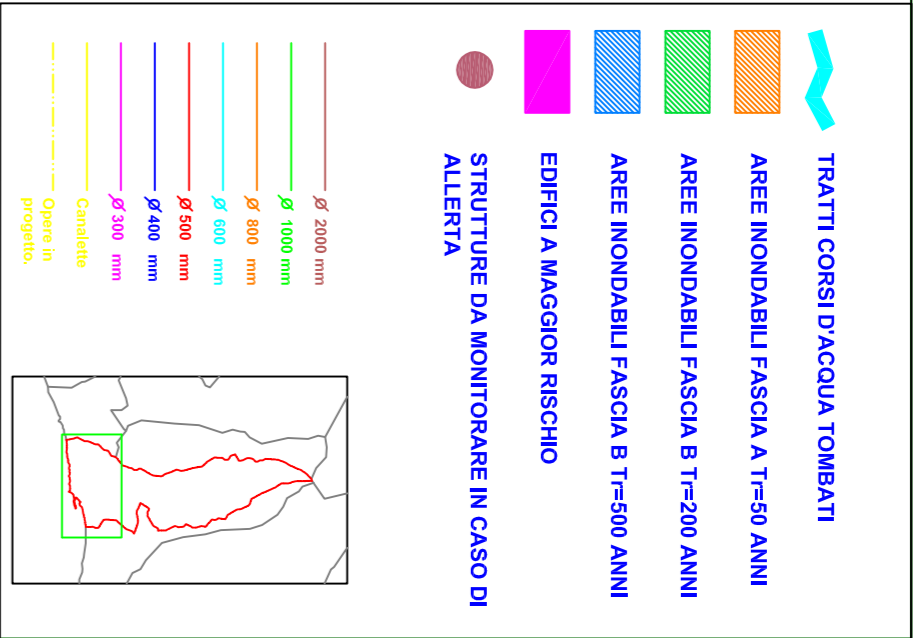 TRATTI CORSI D'ACQUA TOMBATI
AREE INONDABILI FASCIA A Tr=50 ANNI
AREE INONDABILI FASCIA B Tr=200 ANNI
AREE INONDABILI FASCIA B Tr=500 ANNI
EDIFICI A MAGGIOR RISCHIO
STRUTTURE DA MONITORARE IN CASO DI
ALLERTA
Ø 2000 mm
Ø 1000 mm
Ø 800 mm
Ø 600 mm
Ø 500 mm
Ø 400 mm
Ø 300 mm
Canalette
Opere in
progetto.